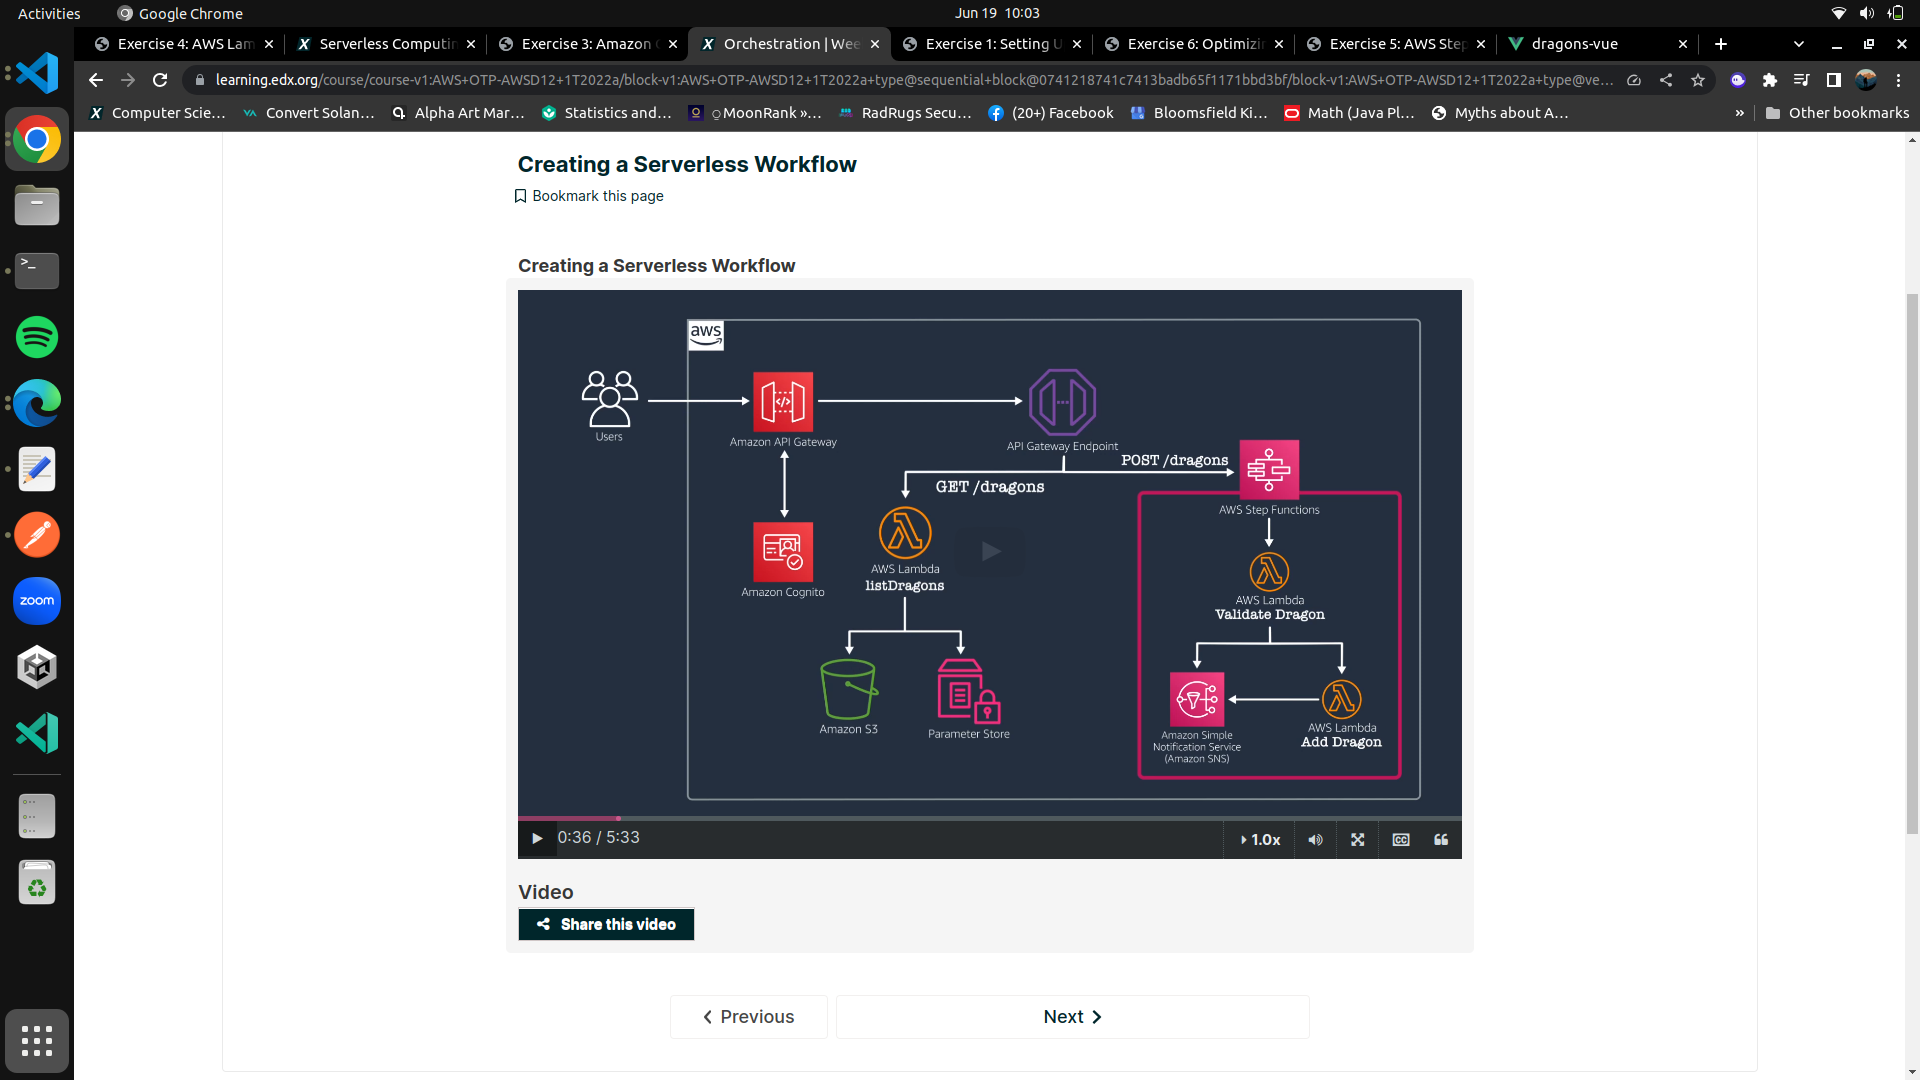 Activities
Google Chrome
Jun 19 10:03
Exercise 4: AWS Lam
Serverless Computin
Exercise 3: Amazon
Orchestration | Wee
Exercise 1: Setting U
Exercise 6: Optimizin
Exercise 5: AWS Step
dragons-vue
learning.edx.org/course/course-v1:AWS+OTP-AWSD12+1T2022a/block-v1:AWS+OTP-AWSD12+1T2022a+type@sequential+block@0741218741c7413badb65f1171bbd3bf/block-v1:AWS+OTP-AWSD12+1T2022a+type@ve...
Computer Scie...
Convert Solan...
Alpha Art Mar...
Statistics and...
MoonRank »...
RadRugs Secu...
(20+) Facebook
Bloomsfield Ki...
Math (Java Pl...
Myths about A...
»
Other bookmarks
Creating a Serverless Workflow
Bookmark this page
Creating a Serverless Workflow
aws
Users
Amazon API Gateway
API Gateway Endpoint
POST /dragons
GET /dragons
AWS Step Functions
AWS Lambda
listDragons
Amazon Cognito
AWS Lambda
Validate Dragon
Amazon S3
Parameter Store
Amazon Simple
Notification Service
(Amazon SNS)
AWS Lambda
Add Dragon
0:36 / 5:33
1.0x
CC
Video
Share this video
Previous
Next
zoom